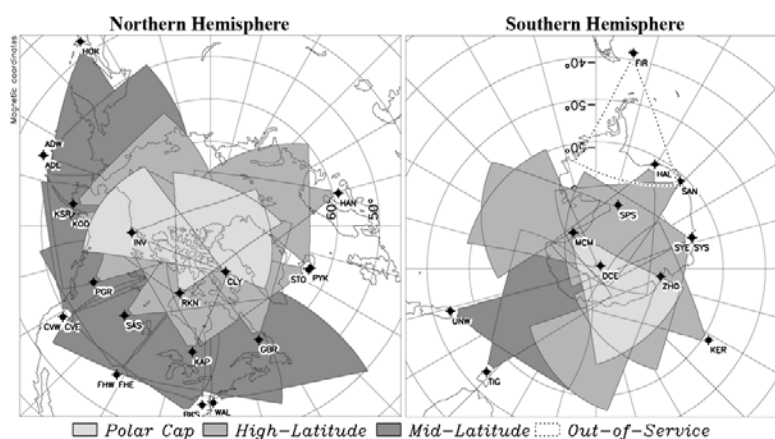 Northern Hemisphere
Southern Hemisphere
Magnetic coordinates
HOK
ADW
ADE
KSR
KOD
INV
HAN
60°
50°
PGR
RKN
CLY
STO
PYK
CVW
CVE
SAS
KAP
GBR
FHW
FHE
BKS
WAL
FIR
40°
50°
HAL
SAN
SPS
MCM
SYE
SYS
DCE
ZHO
UNW
KER
TIG
Polar Cap
High-Latitude
Mid-Latitude
Out-of-Service